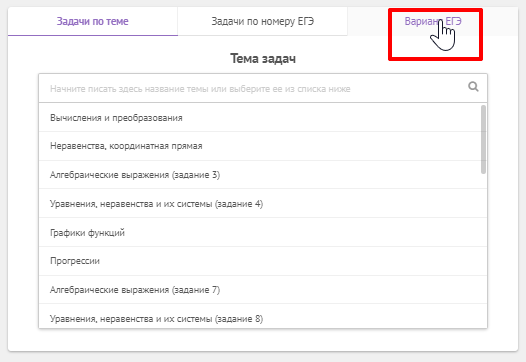 Задачи по теме
Задачи по номеру ЕГЭ
Вариант ЕГЭ
Тема задач
Начните писать здесь название темы или выберите ее из списка ниже
Вычисления и преобразования
Неравенства, координатная прямая
Алгебраические выражения (задание 3)
Уравнения, неравенства и их системы (задание 4)
Графики функций
Прогрессии
Алгебраические выражения (задание 7)
Уравнения, неравенства и их системы (задание 8)